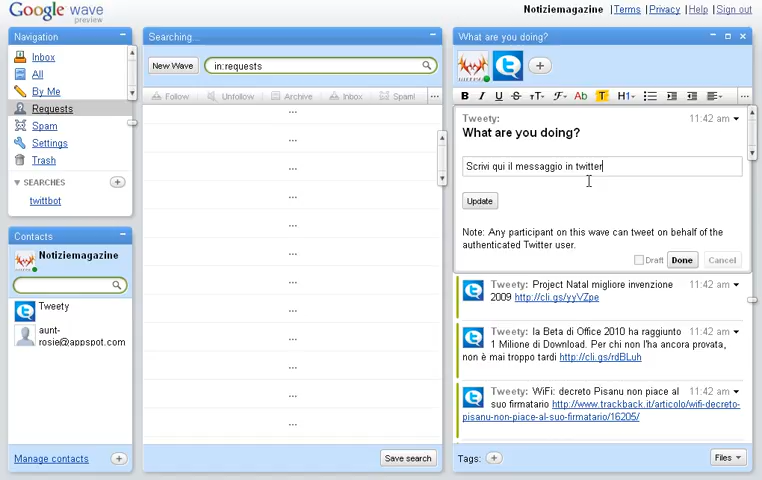 Google wave
preview
Notiziemagazine | Terms | Privacy | Help | Sign out
Navigation
Inbox
All
By Me
Requests
Spam
Settings
Trash
SEARCHES
twittbot
Contacts
Notiziemagazine
Tweety
aunt-
rosie@appspot.com
Manage contacts
Searching...
New Wave
in:requests
Follow
Unfollow
Archive
Inbox
Spam
...
...
...
...
...
...
...
...
...
...
...
...
...
Save search
What are you doing?
B I U S TT F Ab T H1
...
Tweety: 11:42 am
What are you doing?
Scrivi qui il messaggio in twitter
Update
Note: Any participant on this wave can tweet on behalf of the
authenticated Twitter user.
Draft Done Cancel
Tweety: Project Natal migliore invenzione 11:42 am
2009 http://cli.gs/yyVZpe
Tweety: la Beta di Office 2010 ha raggiunto 11:42 am
1 Milione di Download. Per chi non l'ha ancora provata,
non è mai troppo tardi http://cli.gs/rdBLuh
Tweety: WiFi: decreto Pisanu non piace al 11:42 am
suo firmatario http://www.trackback.it/articolo/wifi-decreto-
pisanu-non-piace-al-suo-firmatario/16205/
Tags:
Files